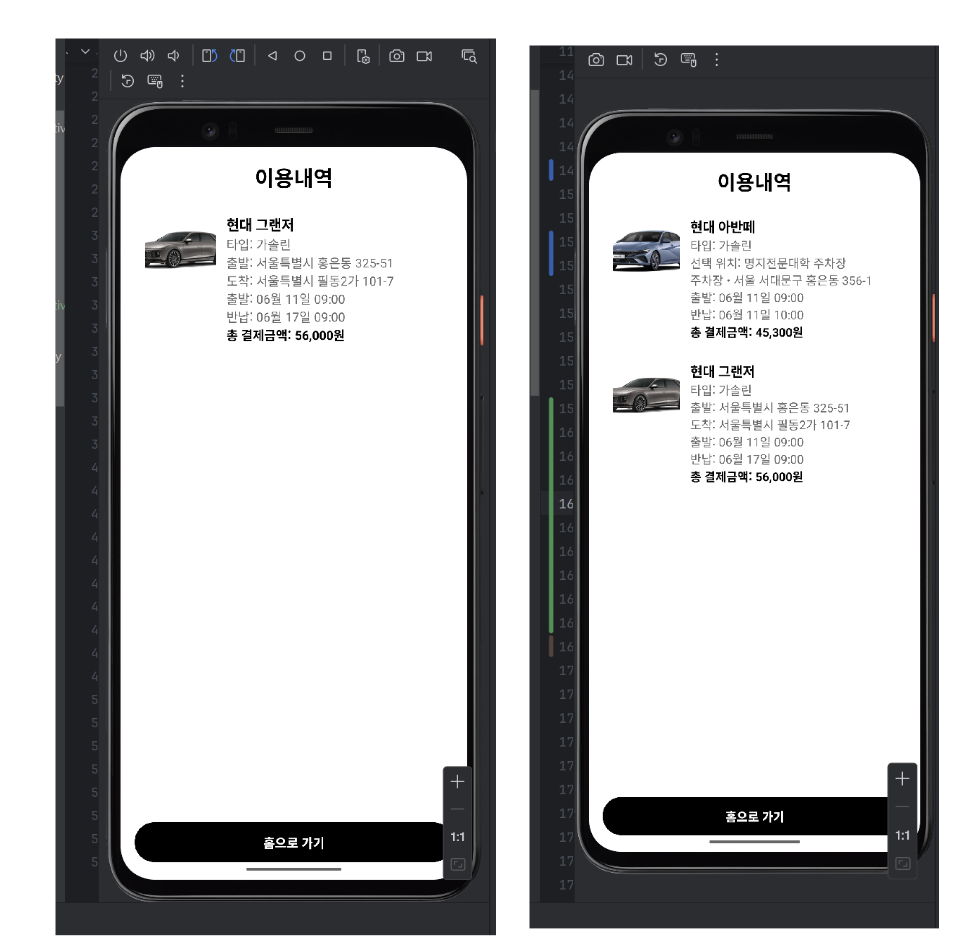 이용내역
현대 그랜저
타입: 가솔린
출발: 서울특별시 홍은동 325-51
도착: 서울특별시 필동2가 101-7
출발: 06월 11일 09:00
반납: 06월 17일 09:00
총 결제금액: 56,000원
홈으로 가기
1:1
이용내역
현대 아반떼
타입: 가솔린
선택 위치: 명지전문대학 주차장
주차장 • 서울 서대문구 홍은동 356-1
출발: 06월 11일 09:00
반납: 06월 11일 10:00
총 결제금액: 45,300원
현대 그랜저
타입: 가솔린
출발: 서울특별시 홍은동 325-51
도착: 서울특별시 필동2가 101-7
출발: 06월 11일 09:00
반납: 06월 17일 09:00
총 결제금액: 56,000원
홈으로 가기
1:1